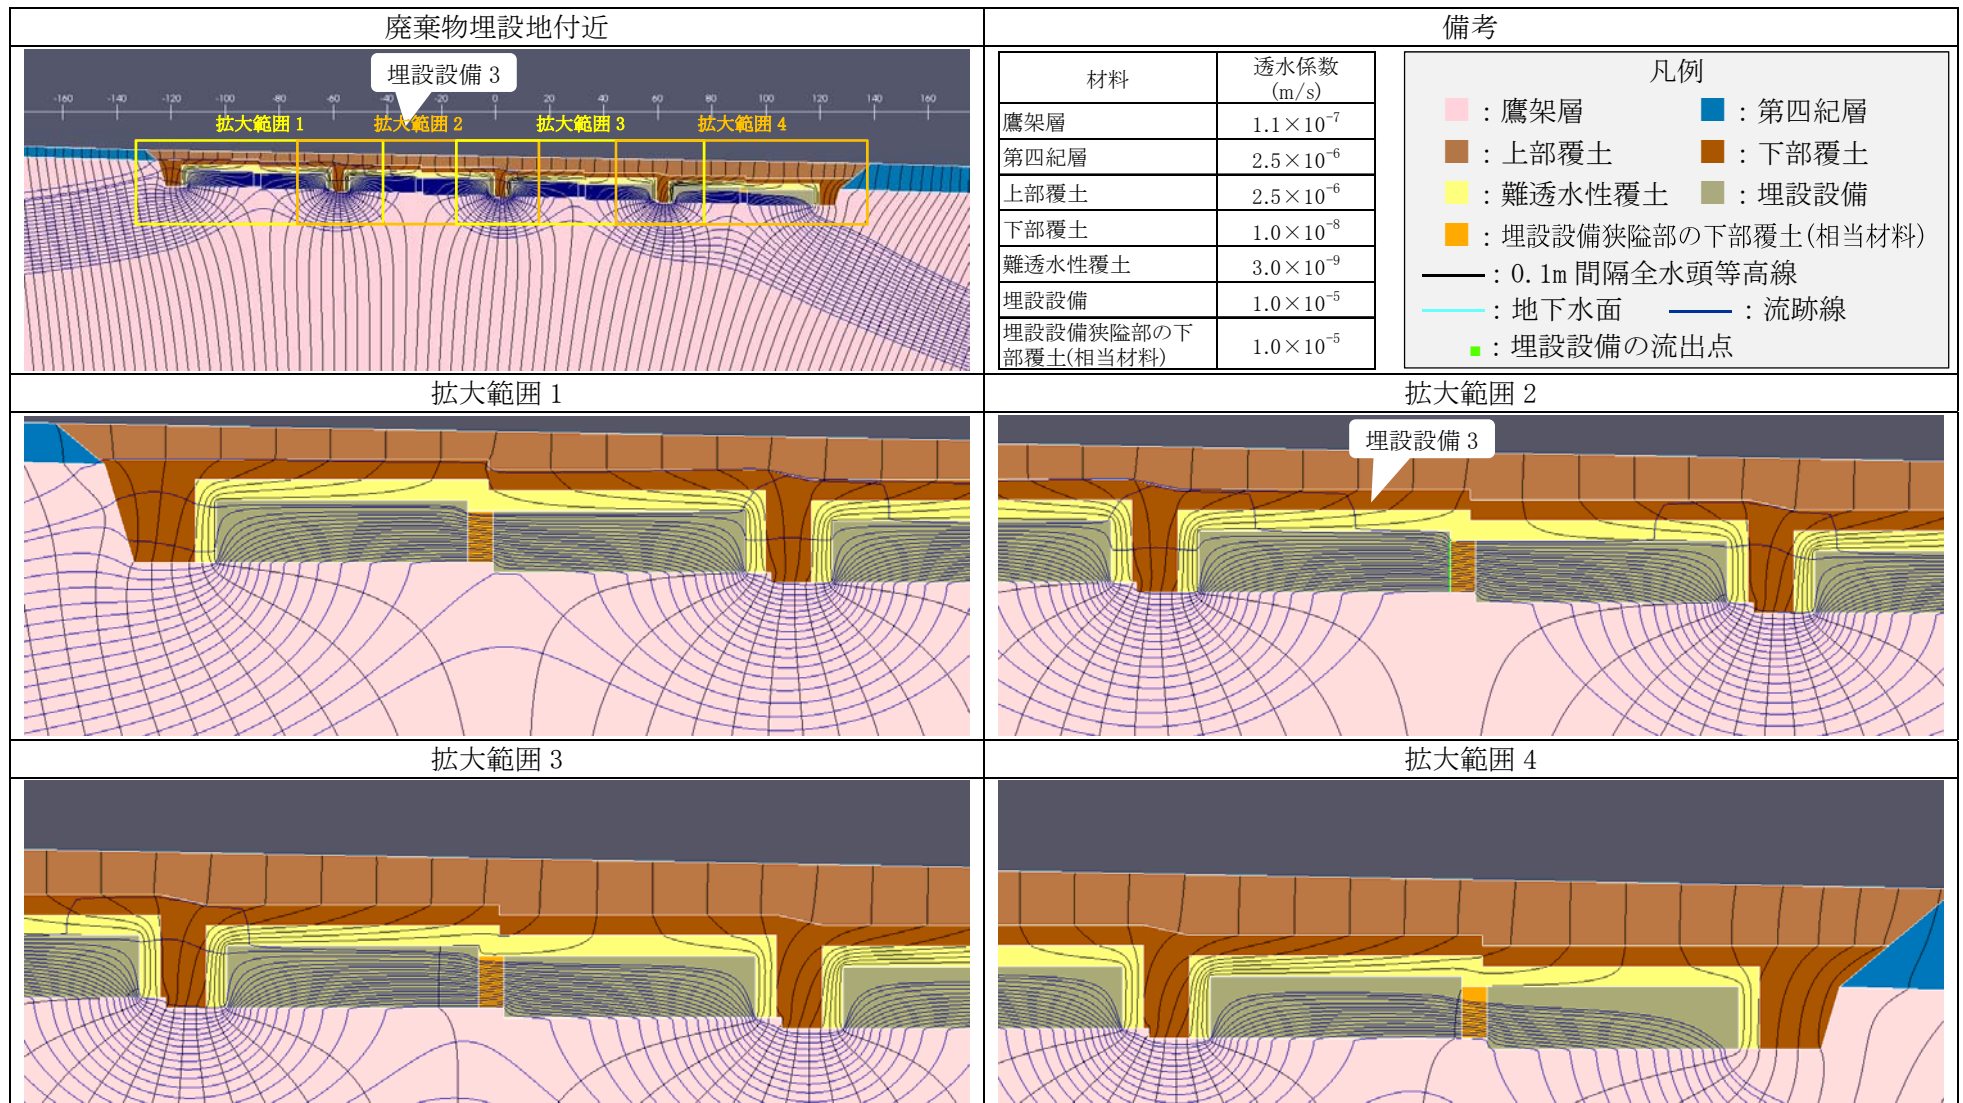 廃棄物埋設地付近
備考
埋設設備 3
-160 -140 -120 -100 -80 -60 -40 -20 0 20 40 60 80 100 120 140 160
拡大範囲 1 拡大範囲 2 拡大範囲 3 拡大範囲 4
材料 透水係数
(m/s)
鷹架層 1.1×10⁻⁷
第四紀層 2.5×10⁻⁶
上部覆土 2.5×10⁻⁶
下部覆土 1.0×10⁻⁸
難透水性覆土 3.0×10⁻⁹
埋設設備 1.0×10⁻⁵
埋設設備狭隘部の下
部覆土(相当材料) 1.0×10⁻⁵
凡例
：鷹架層 ：第四紀層
：上部覆土 ：下部覆土
：難透水性覆土 ：埋設設備
：埋設設備狭隘部の下部覆土(相当材料)
：0.1m 間隔全水頭等高線
：地下水面 ：流跡線
：埋設設備の流出点
拡大範囲 1
拡大範囲 2
埋設設備 3
拡大範囲 3
拡大範囲 4